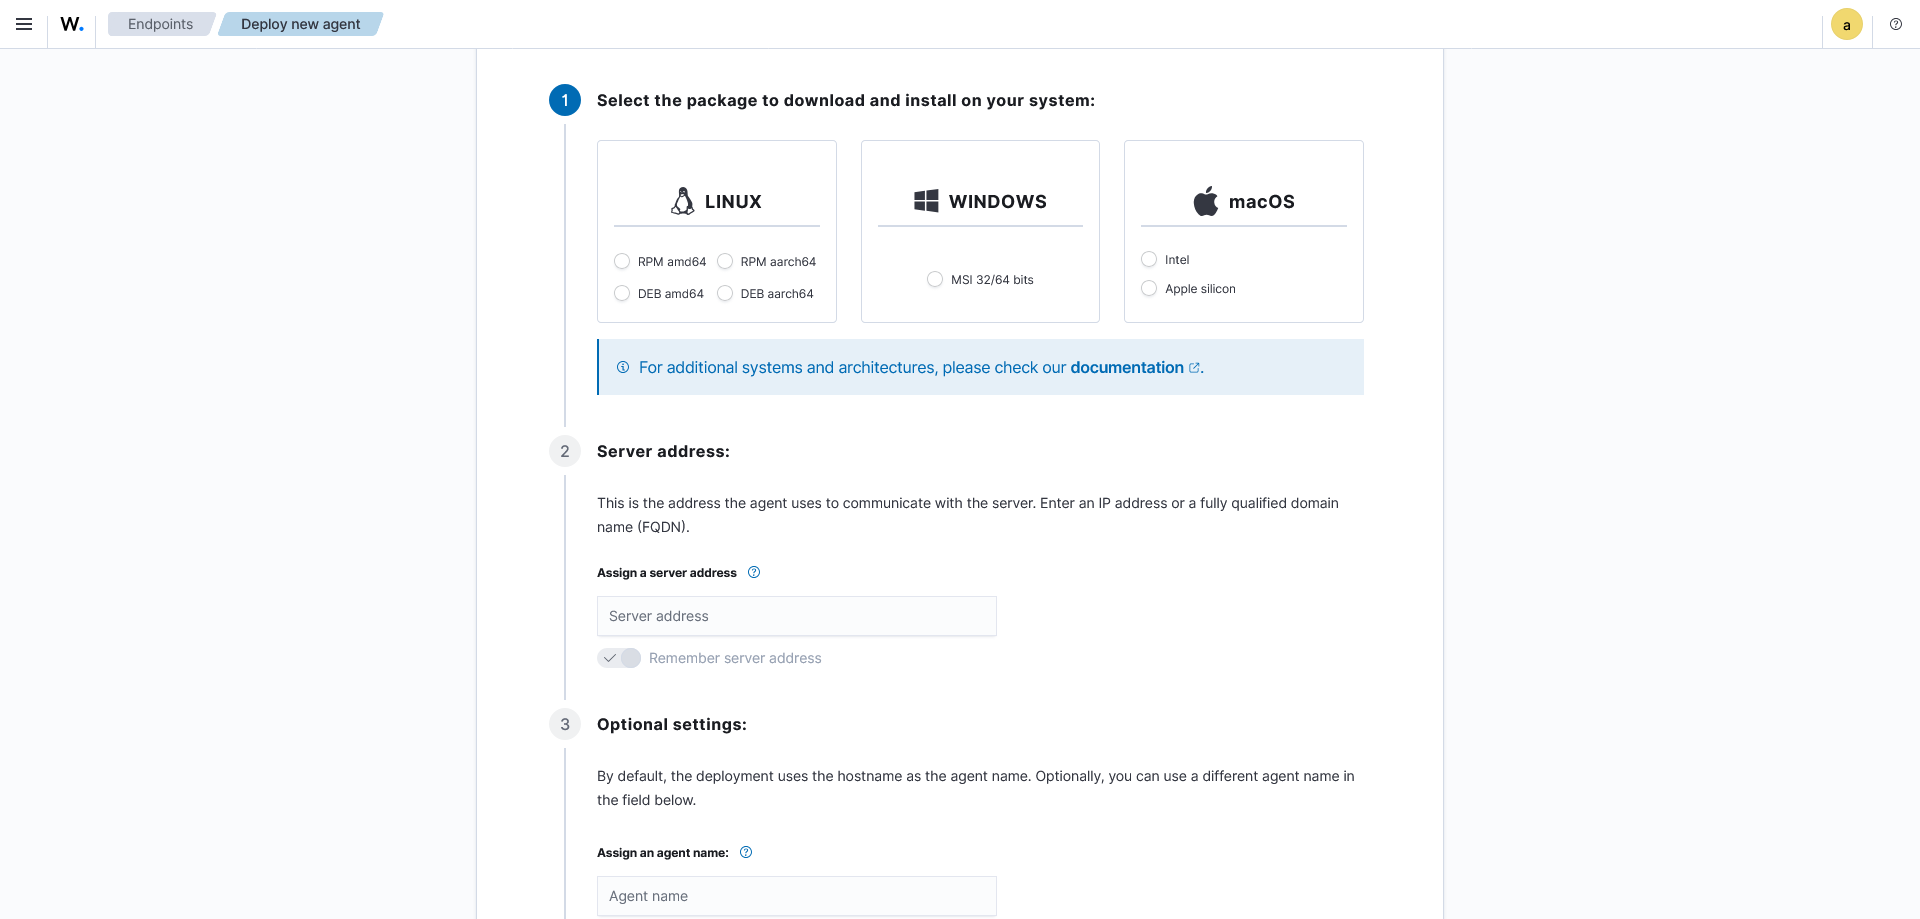 W.
Endpoints
Deploy new agent
a
1
Select the package to download and install on your system:
LINUX
RPM amd64
RPM aarch64
DEB amd64
DEB aarch64
WINDOWS
MSI 32/64 bits
macOS
Intel
Apple silicon
For additional systems and architectures, please check our documentation.
2
Server address:
This is the address the agent uses to communicate with the server. Enter an IP address or a fully qualified domain
name (FQDN).
Assign a server address
Server address
Remember server address
3
Optional settings:
By default, the deployment uses the hostname as the agent name. Optionally, you can use a different agent name in
the field below.
Assign an agent name:
Agent name